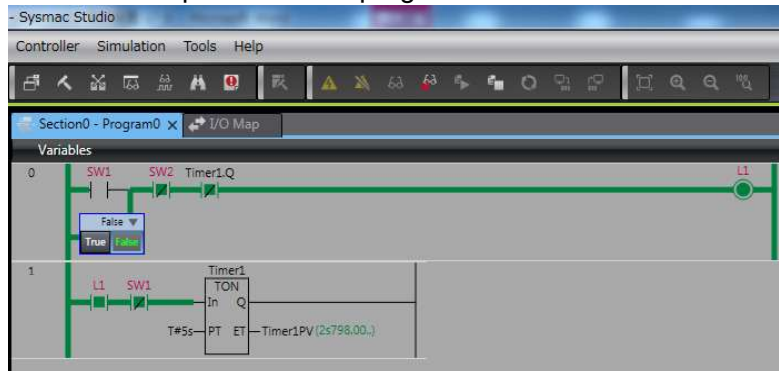 - Sysmac Studio
Controller Simulation Tools Help
Section0 - Program0 x I/O Map
Variables
0 SW1 SW2 Timer1.Q L1
False ▼
True False
1 Timer1
L1 SW1 TON
In Q
T#5s PT ET Timer1PV (2s798.00..)